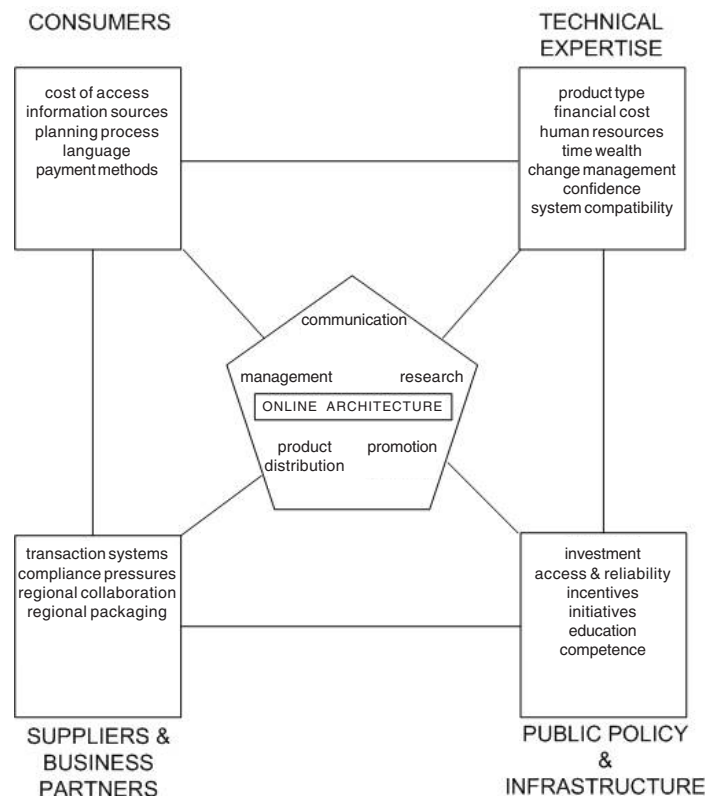 CONSUMERS
cost of access
information sources
planning process
language
payment methods
TECHNICAL
EXPERTISE
product type
financial cost
human resources
time wealth
change management
confidence
system compatibility
communication
management
research
ONLINE ARCHITECTURE
product
distribution
promotion
transaction systems
compliance pressures
regional collaboration
regional packaging
SUPPLIERS &
BUSINESS
PARTNERS
investment
access & reliability
incentives
initiatives
education
competence
PUBLIC POLICY
&
INFRASTRUCTURE